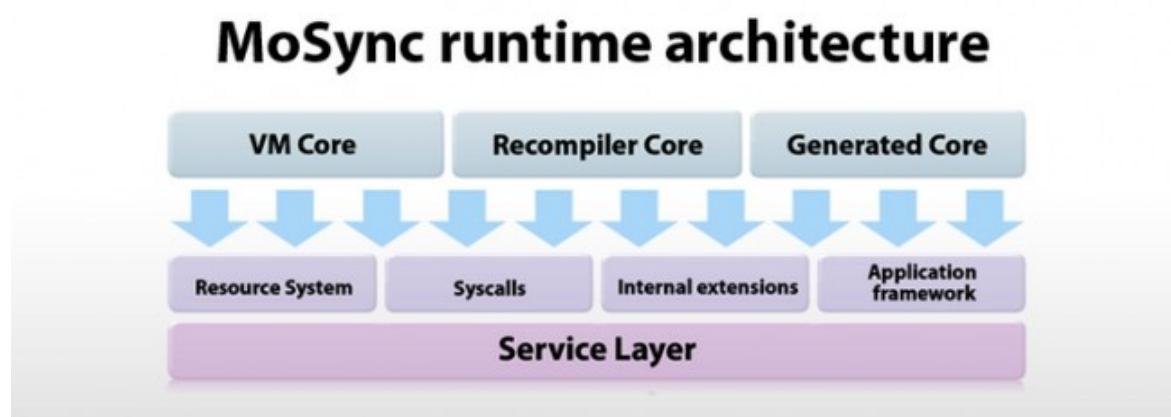 MoSync runtime architecture
VM Core
Recompiler Core
Generated Core
Resource System
Syscalls
Internal extensions
Application
framework
Service Layer